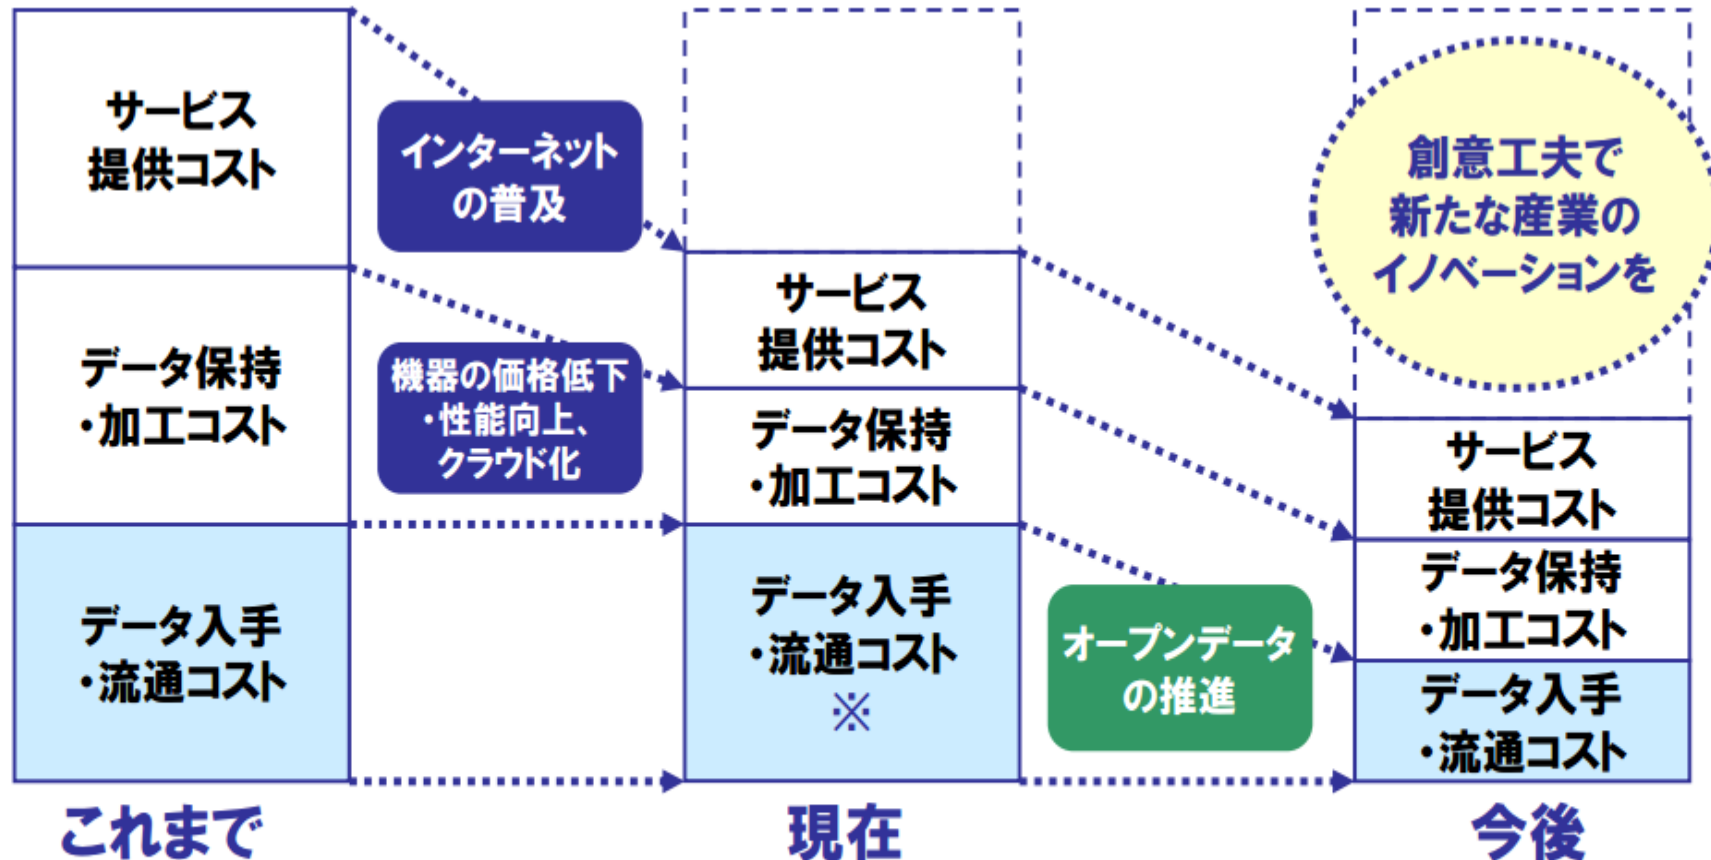 サービス
提供コスト
データ保持
・加工コスト
データ入手
・流通コスト
これまで
インターネット
の普及
機器の価格低下
・性能向上、
クラウド化
サービス
提供コスト
データ保持
・加工コスト
データ入手
・流通コスト
※
現在
オープンデータ
の推進
創意工夫で
新たな産業の
イノベーションを
サービス
提供コスト
データ保持
・加工コスト
データ入手
・流通コスト
今後